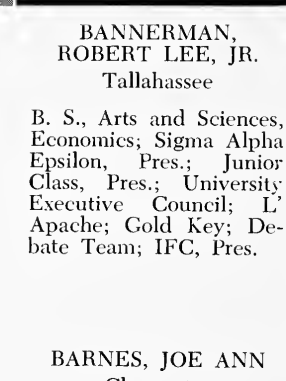 BANNERMAN,
ROBERT LEE, JR.
Tallahassee
B. S., Arts and Sciences,
Economics; Sigma Alpha
Epsilon, Pres.; Junior
Class, Pres.; University
Executive Council; L'
Apache; Gold Key; De-
bate Team; IFC, Pres.
BARNES, JOE ANN